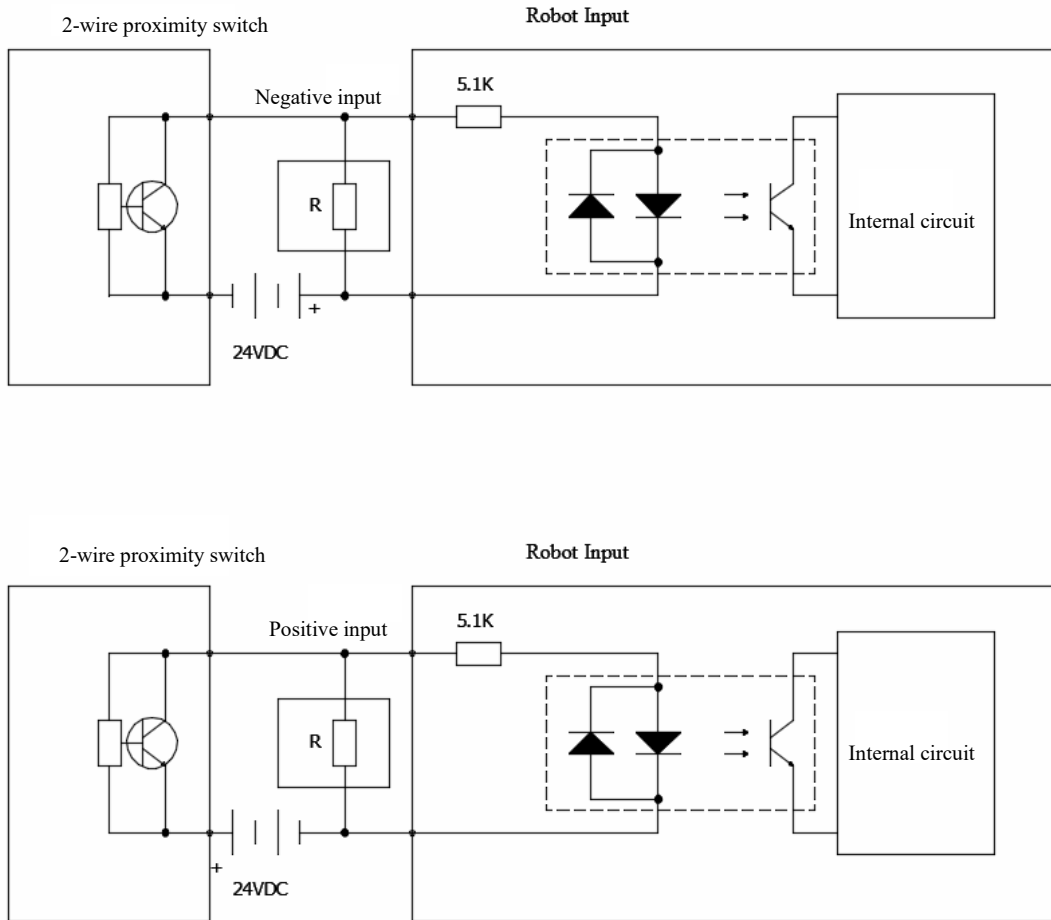 2-wire proximity switch
Robot Input
Negative input
5.1K
R
Internal circuit
+
24VDC
2-wire proximity switch
Robot Input
Positive input
5.1K
R
Internal circuit
+
24VDC